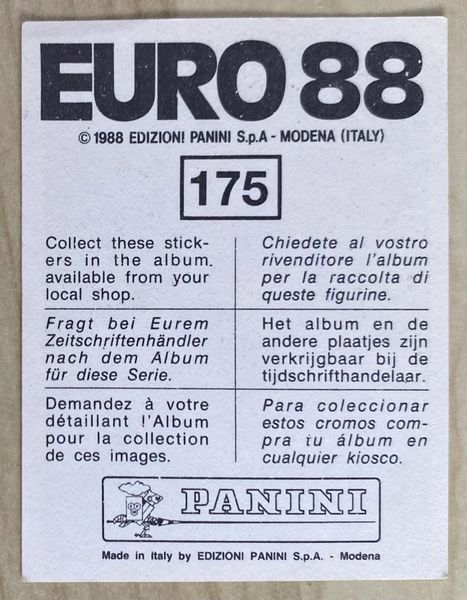 EURO 88
© 1988 EDIZIONI PANINI S.p.A - MODENA (ITALY)
175
Collect these stick-
ers in the album.
available from your
local shop.
Chiedete al vostro
rivenditore l'album
per la raccolta di
queste figurine.
Fragt bei Eurem
Zeitschriftenhändler
nach dem Album
für diese Serie.
Het album en de
andere plaatjes zijn
verkrijgbaar bij de
tijdschrifthandelaar.
Demandez à votre
détaillant l'Album
pour la collection
de ces images.
Para coleccionar
estos cromos com-
pra tu álbum en
cualquier kiosco.
PANINI
Made in Italy by EDIZIONI PANINI S.p.A. - Modena